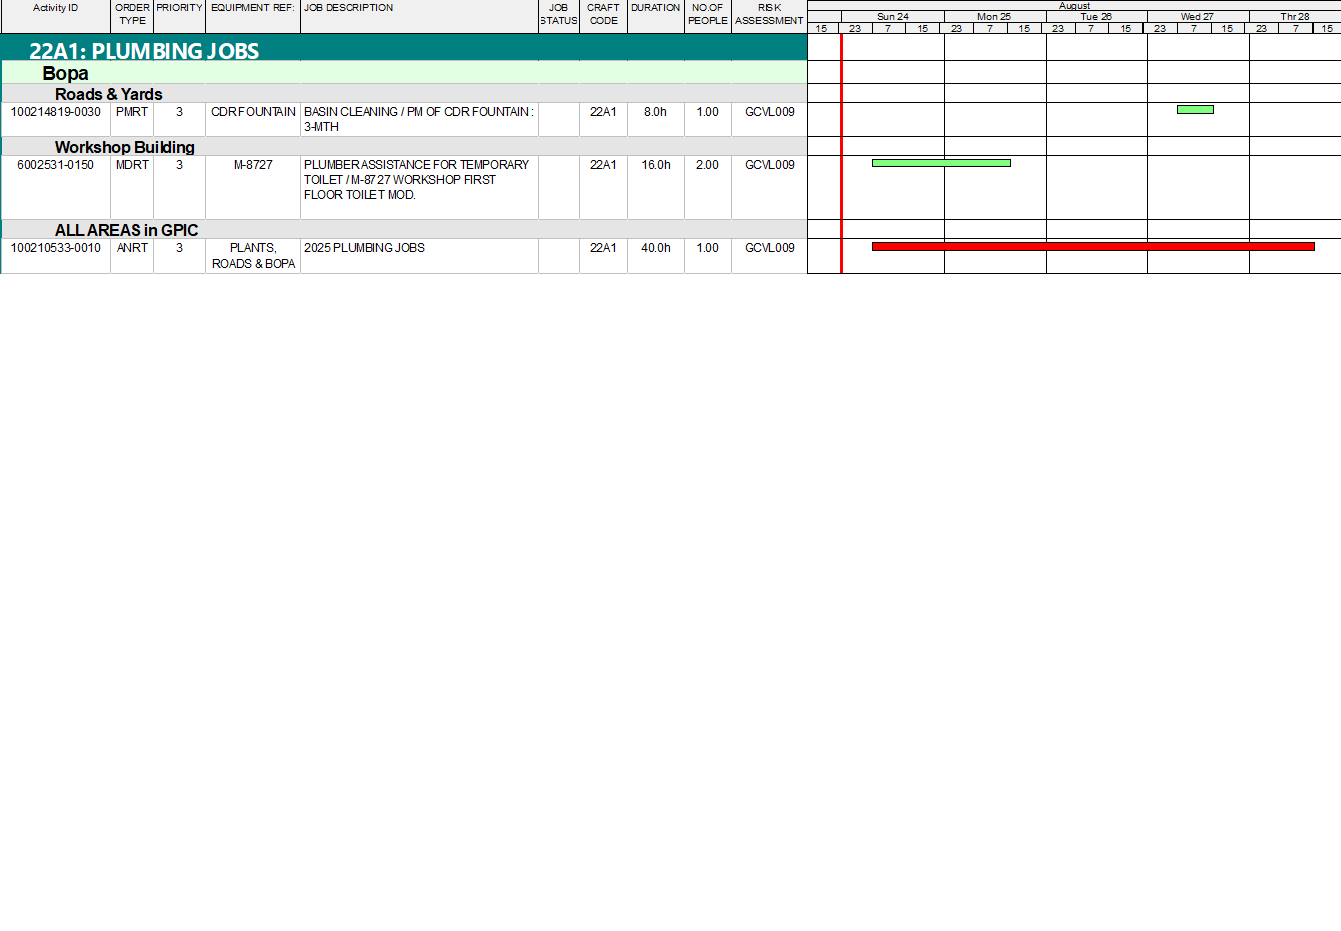 Activity ID ORDER TYPE PRIORITY EQUIPMENT REF: JOB DESCRIPTION JOB STATUS CRAFT CODE DURATION NO.OF PEOPLE RISK ASSESSMENT
August
Sun 24 Mon 25 Tue 26 Wed 27 Thr 28
15 23 7 15 23 7 15 23 7 15 23 7 15 23 7 15
22A1: PLUMBING JOBS
Bopa
Roads & Yards
100214819-0030 PMRT 3 CDR FOUNTAIN BASIN CLEANING / PM OF CDR FOUNTAIN : 22A1 8.0h 1.00 GCVL009
3-MTH
Workshop Building
6002531-0150 MDRT 3 M-8727 PLUMBER ASSISTANCE FOR TEMPORARY 22A1 16.0h 2.00 GCVL009
TOILET / M-8727 WORKSHOP FIRST
FLOOR TOILET MOD.
ALL AREAS in GPIC
100210533-0010 ANRT 3 PLANTS, 2025 PLUMBING JOBS 22A1 40.0h 1.00 GCVL009
ROADS & BOPA